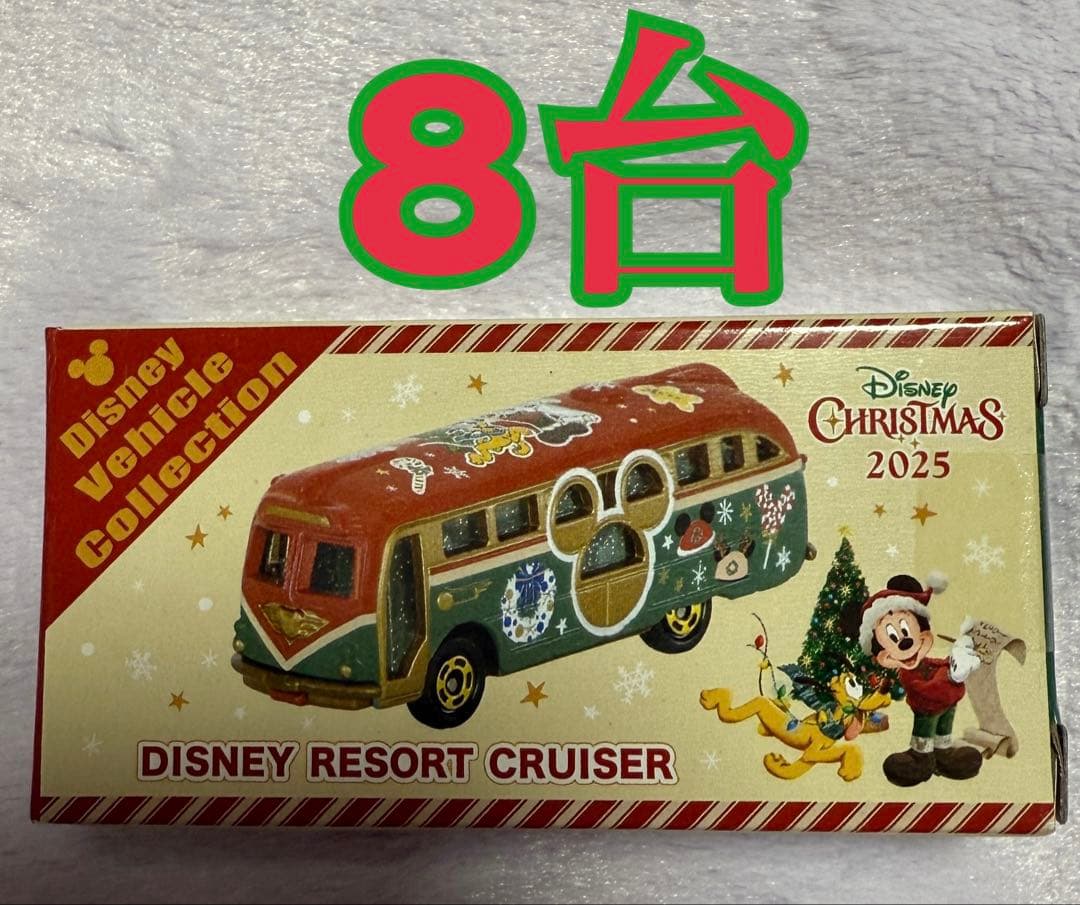 8台
Disney
Vehicle
Collection
Disney
CHRISTMAS
2025
DISNEY RESORT CRUISER